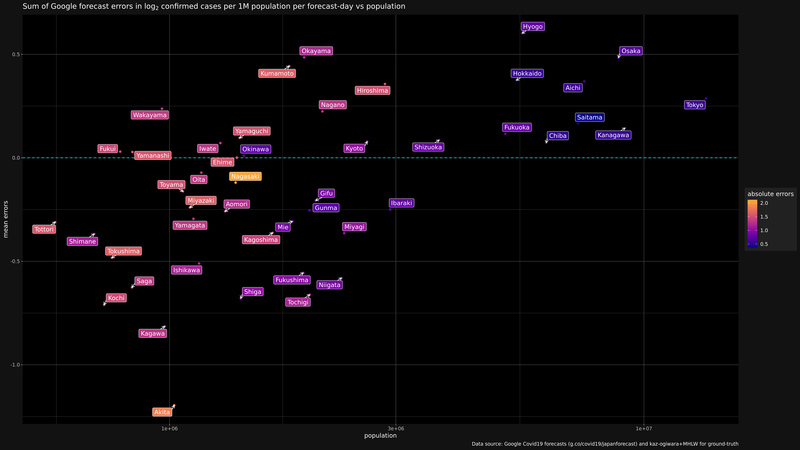 Sum of Google forecast errors in log2 confirmed cases per 1M population per forecast-day vs population
Hyogo
Okayama
Osaka
Kumamoto
Hokkaido
Aichi
Hiroshima
Nagano
Tokyo
Wakayama
Saitama
Fukuoka
Yamaguchi
Chiba
Kanagawa
Fukui
Iwate
Okinawa
Kyoto
Shizuoka
Yamanashi
Ehime
Nagasaki
Oita
Toyama
Gifu
Miyazaki
Aomori
Gunma
Ibaraki
Tottori
Yamagata
Mie
Miyagi
Shimane
Kagoshima
Tokushima
Ishikawa
Saga
Fukushima
Niigata
Kochi
Shiga
Tochigi
Kagawa
Akita
0.5
0.0
-0.5
-1.0
mean errors
1e+06
3e+06
1e+07
population
absolute errors
2.0
1.5
1.0
0.5
Data source: Google Covid19 forecasts (g.co/covid19/japanforecast) and kaz-ogiwara+MHLW for ground-truth